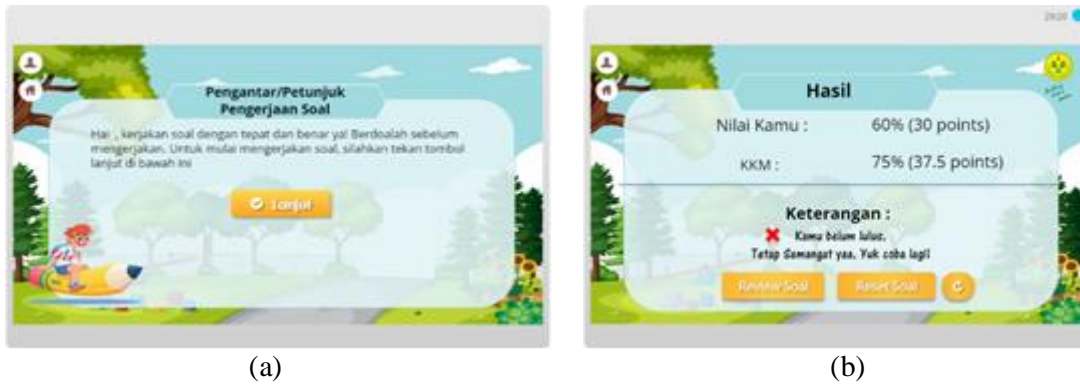 Pengantar/Petunjuk
Pengerjaan Soal
Hai , kerjakan soal dengan tepat dan benar ya! Berdoalah sebelum
mengerjakan. Untuk mulai mengerjakan soal, silahkan tekan tombol
lanjut di bawah ini
Lanjut
(a)
Hasil
Nilai Kamu : 60% (30 points)
KKM : 75% (37.5 points)
Keterangan :
Kamu belum lulus,
Tetap Semangat yaa, Yuk coba lagi!
Review Soal Reset Soal
(b)